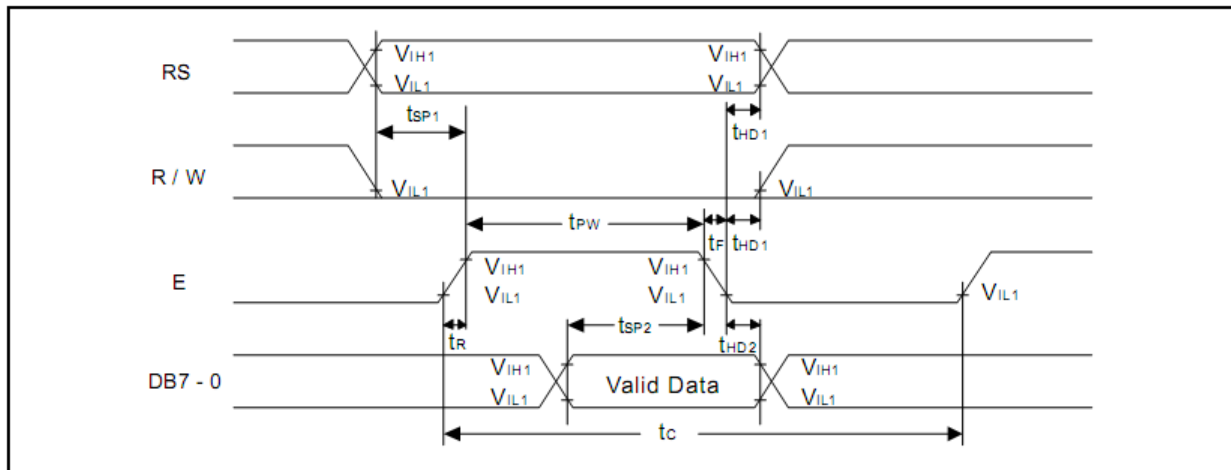 RS VIH1 VIH1
VIL1 VIL1
tSP1 tHD1
R / W VIL1 VIL1
tPW tF tHD1
E VIH1 VIH1
VIL1 VIL1 VIL1
tR tSP2 tHD2
DB7 - 0 VIH1 Valid Data VIH1
VIL1 VIL1
tC